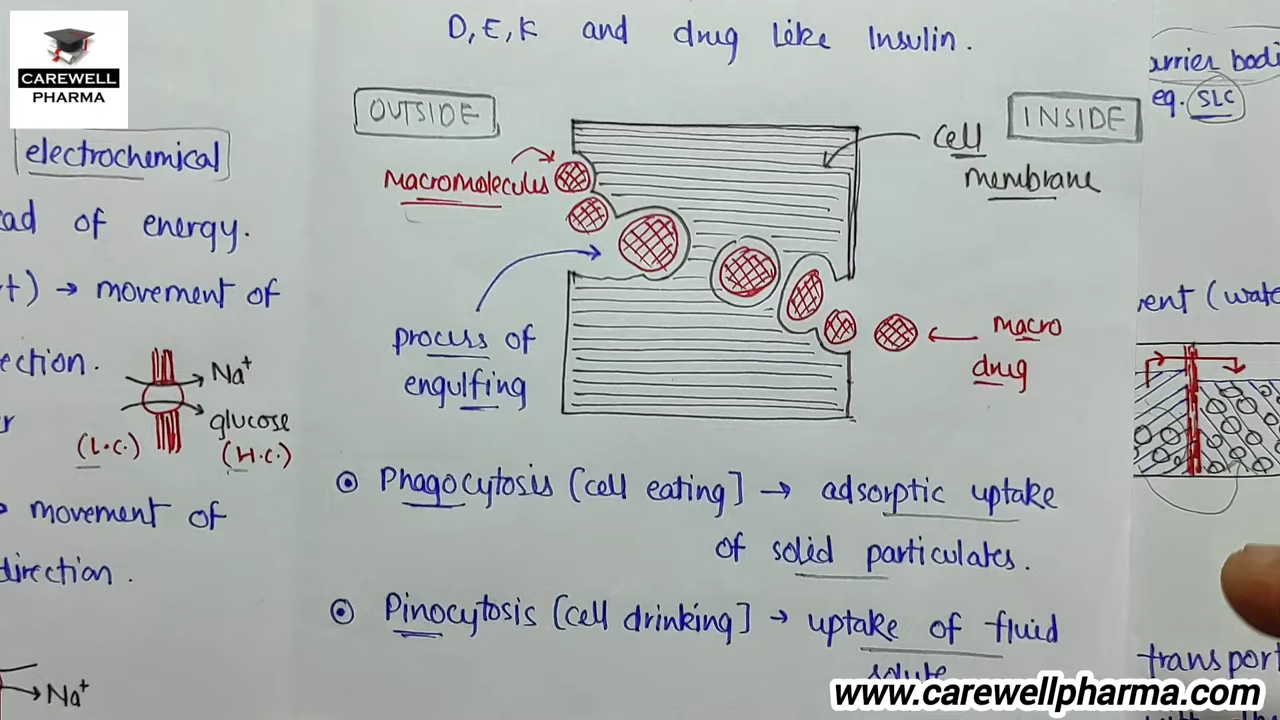 CAREWELL
PHARMA
D, E, K and drug like Insulin.
OUTSIDE
INSIDE
Macromolecules
cell
membrane
process of
engulfing
macro
drug
Phagocytosis [cell eating] → adsorptic uptake
of solid particulates.
Pinocytosis [cell drinking] → uptake of fluid
solute
electrochemical
of energy.
→ movement of
Na+
glucose
(L.C.)
(H.C.)
movement of
direction.
Na+
eg. SLC
transport
www.carewellpharma.com